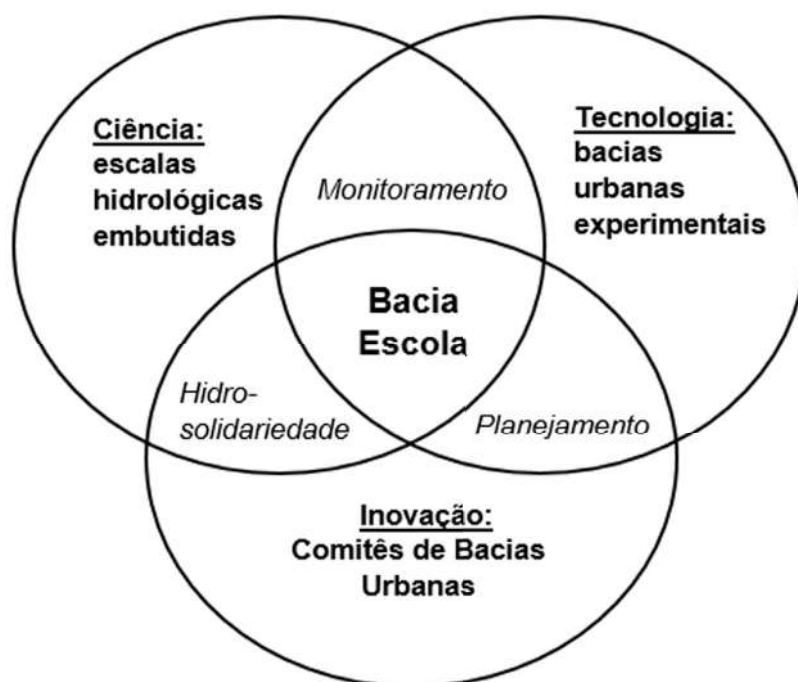 Ciência:
escalas
hidrológicas
embutidas
Monitoramento
Tecnologia:
bacias
urbanas
experimentais
Bacia
Escola
Hidro-
solidariedade
Planejamento
Inovação:
Comitês de Bacias
Urbanas